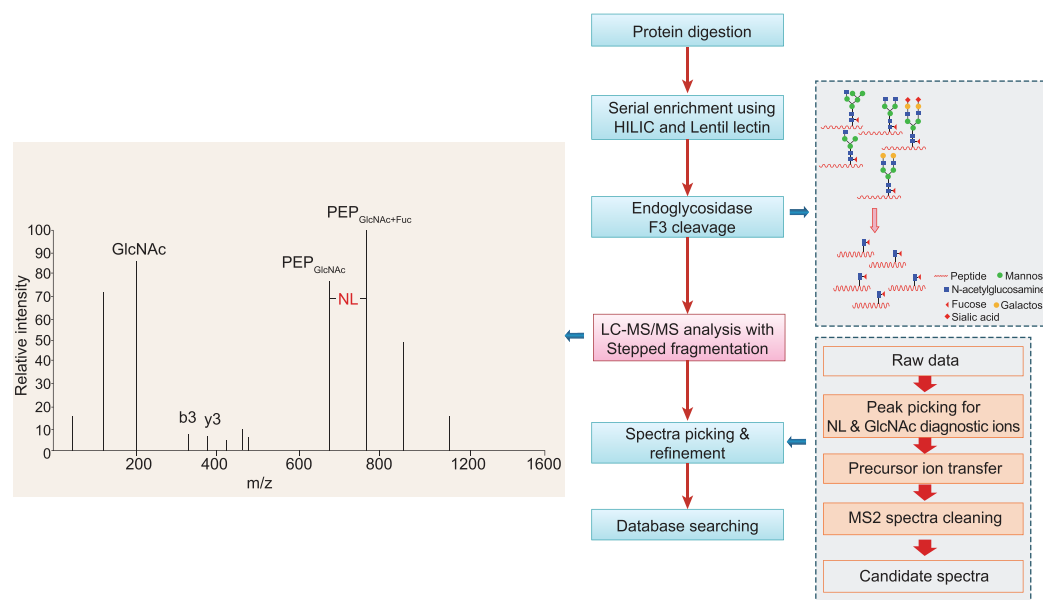 Protein digestion
Serial enrichment using
HILIC and Lentil lectin
Endoglycosidase
F3 cleavage
LC-MS/MS analysis with
Stepped fragmentation
Spectra picking &
refinement
Database searching
Peptide
Mannos
N-acetylglucosamine
Fucose
Galactos
Sialic acid
Raw data
Peak picking for
NL & GlcNAc diagnostic ions
Precursor ion transfer
MS2 spectra cleaning
Candidate spectra
PEPGlcNAc+Fuc
GlcNAc
PEPGlcNAc
NL
b3
y3
Relative intensity
100
90
80
70
60
50
40
30
20
10
0
200
400
600
800
1200
1600
m/z